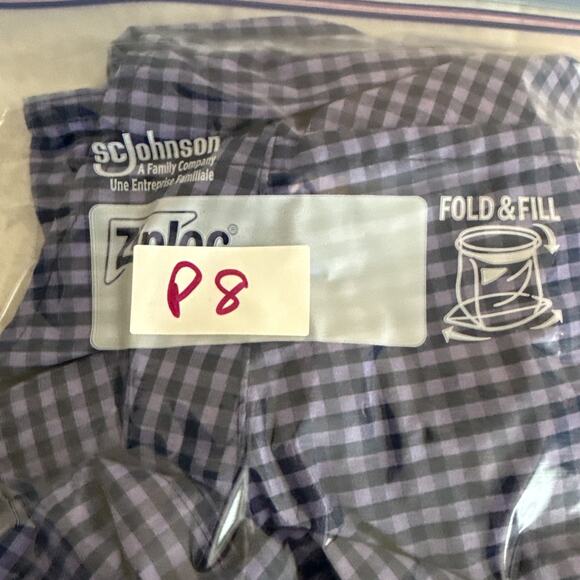 scJohnson
A Family Company
Une Entreprise Familiale
FOLD & FILL
Ziploc®
P8